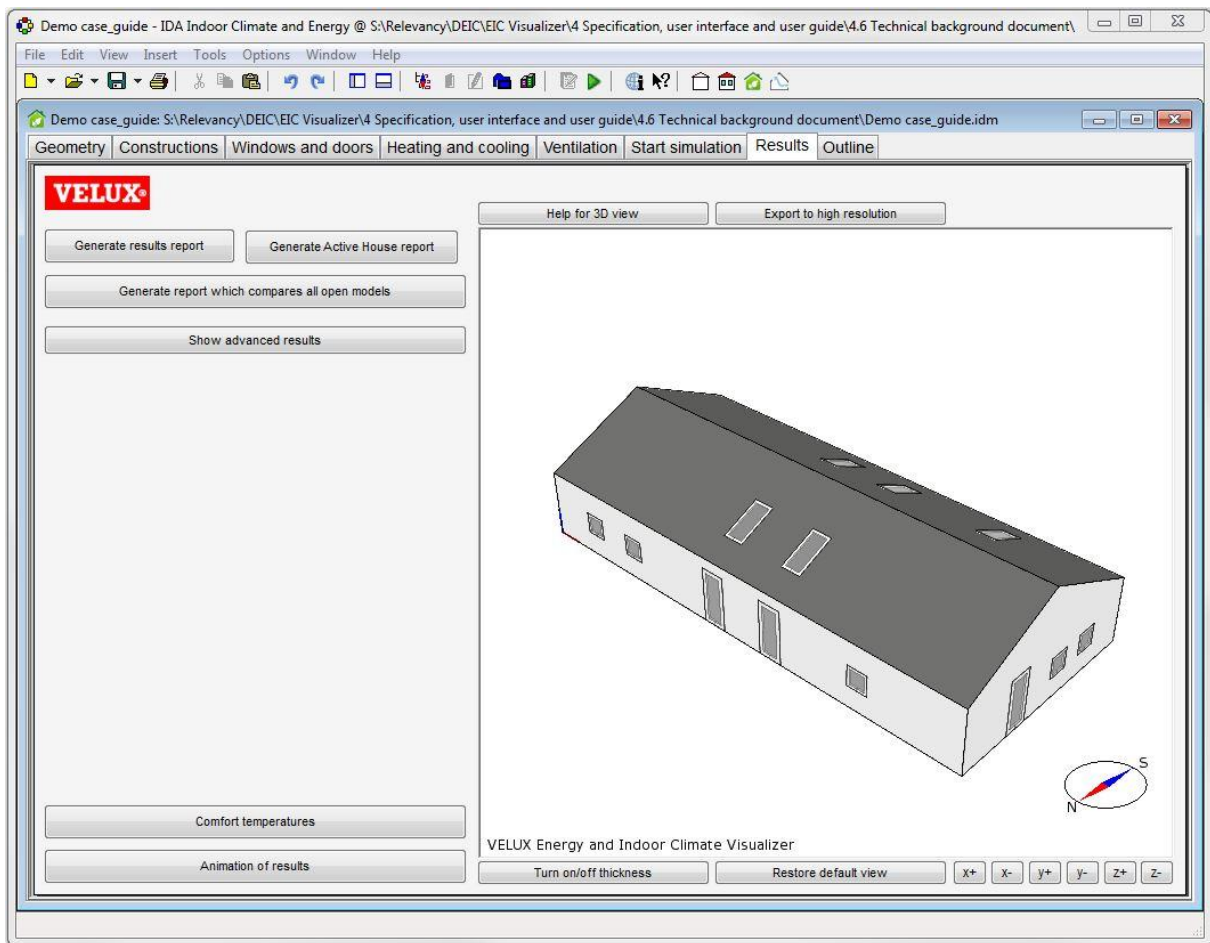 Demo case_guide - IDA Indoor Climate and Energy @ S:\Relevancy\DEIC\EIC Visualizer\4 Specification, user interface and user guide\4.6 Technical background document\
File Edit View Insert Tools Options Window Help
Demo case_guide: S:\Relevancy\DEIC\EIC Visualizer\4 Specification, user interface and user guide\4.6 Technical background document\Demo case_guide.idm
Geometry Constructions Windows and doors Heating and cooling Ventilation Start simulation Results Outline
VELUX®
Help for 3D view Export to high resolution
Generate results report Generate Active House report
Generate report which compares all open models
Show advanced results
S
N
Comfort temperatures
VELUX Energy and Indoor Climate Visualizer
Animation of results
Turn on/off thickness Restore default view x+ x- y+ y- z+ z-